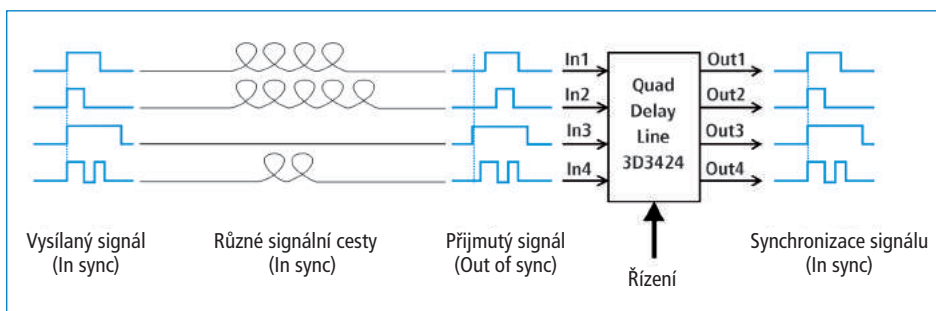 In1
In2
In3
In4
Quad
Delay
Line
3D3424
Out1
Out2
Out3
Out4
Vysílaný signál
(In sync)
Různé signální cesty
(In sync)
Přijmutý signál
(Out of sync)
Řízení
Synchronizace signálu
(In sync)